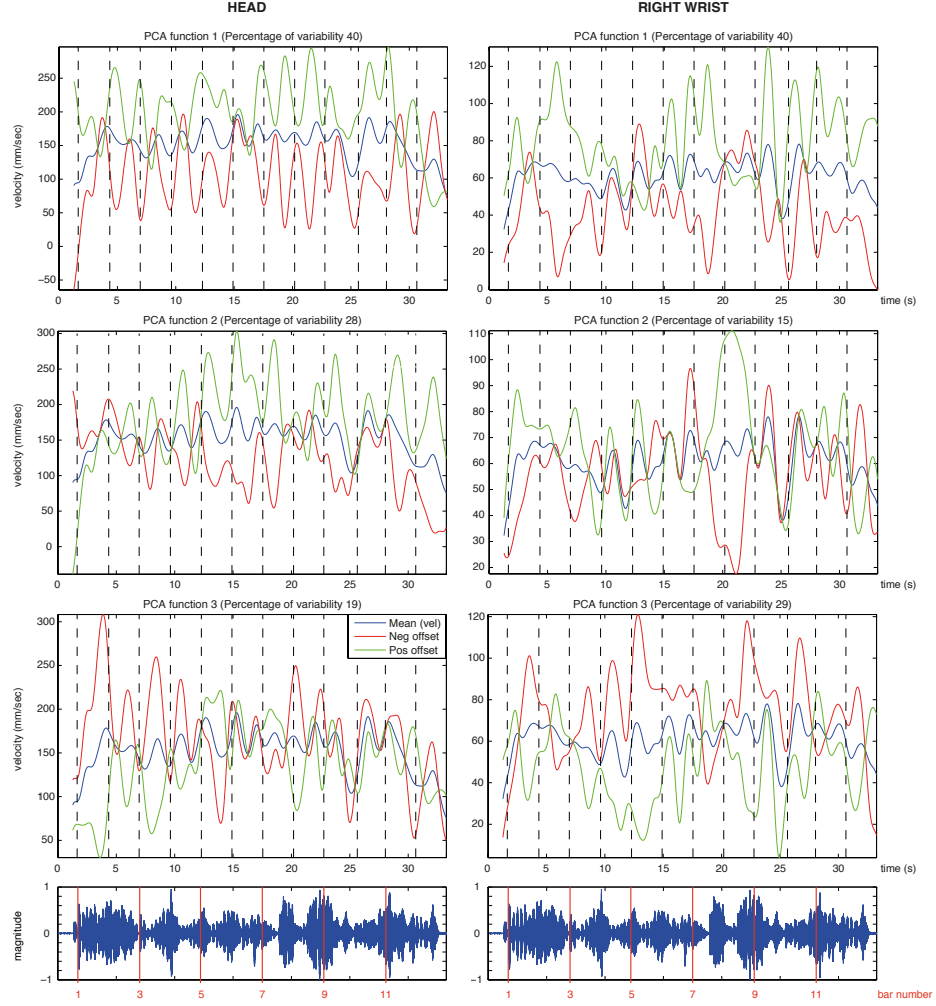 HEAD
RIGHT WRIST
PCA function 1 (Percentage of variability 40)
PCA function 1 (Percentage of variability 40)
velocity (mm/sec)
250
200
150
100
50
0
−50
0 5 10 15 20 25 30
120
100
80
60
40
20
0
0 5 10 15 20 25 30
time (s)
PCA function 2 (Percentage of variability 28)
PCA function 2 (Percentage of variability 15)
velocity (mm/sec)
300
250
200
150
100
50
0
0 5 10 15 20 25 30
110
100
90
80
70
60
50
40
30
20
0 5 10 15 20 25 30
time (s)
PCA function 3 (Percentage of variability 19)
PCA function 3 (Percentage of variability 29)
Mean (vel)
Neg offset
Pos offset
velocity (mm/sec)
300
250
200
150
100
50
0 5 10 15 20 25 30
120
100
80
60
40
20
0 5 10 15 20 25 30
time (s)
magnitude
1
0
−1
1 3 5 7 9 11
1
0
−1
1 3 5 7 9 11
bar number